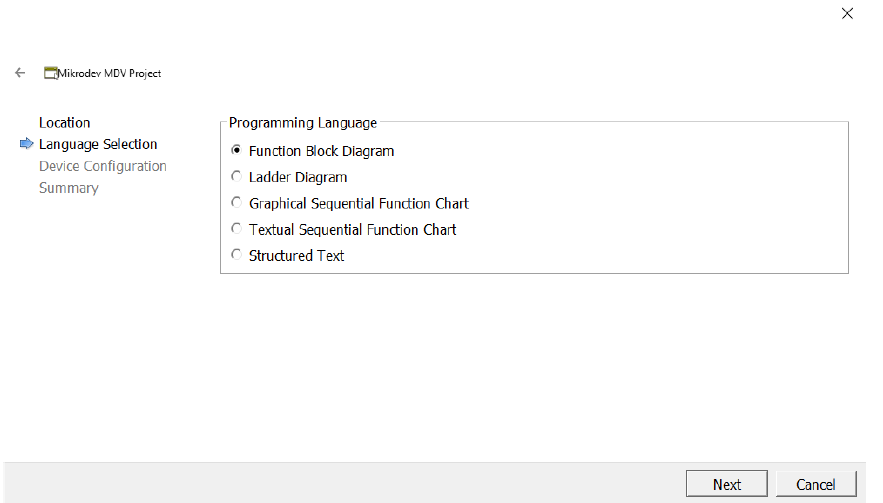 Mikrodev MDV Project
Location
Language Selection
Device Configuration
Summary
Programming Language
Function Block Diagram
Ladder Diagram
Graphical Sequential Function Chart
Textual Sequential Function Chart
Structured Text
Next
Cancel